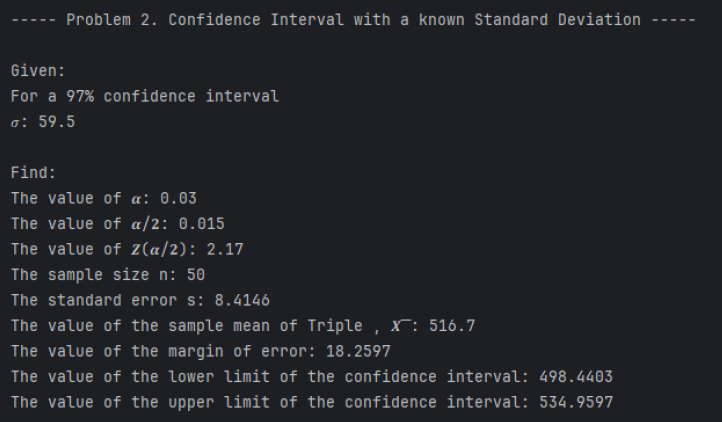 ----- Problem 2. Confidence Interval with a known Standard Deviation -----
Given:
For a 97% confidence interval
σ: 59.5
Find:
The value of 𝜶: 0.03
The value of 𝜶/𝟐: 0.015
The value of 𝒁(𝜶/𝟐): 2.17
The sample size n: 50
The standard error s: 8.4146
The value of the sample mean of Triple , 𝑿¯: 516.7
The value of the margin of error: 18.2597
The value of the lower limit of the confidence interval: 498.4403
The value of the upper limit of the confidence interval: 534.9597